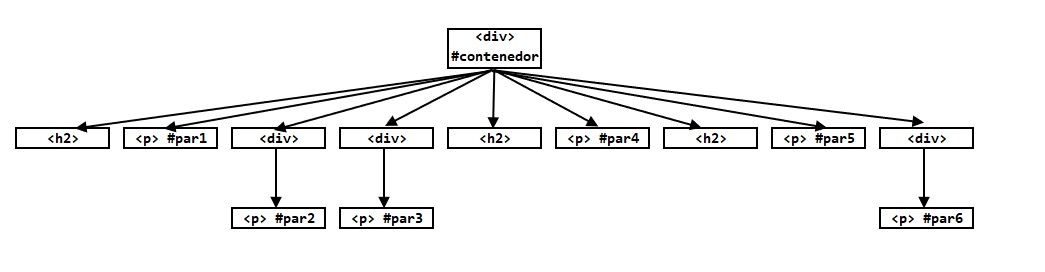 <div>
#contenedor
<h2>
<p> #par1
<div>
<div>
<h2>
<p> #par4
<h2>
<p> #par5
<div>
<p> #par2
<p> #par3
<p> #par6